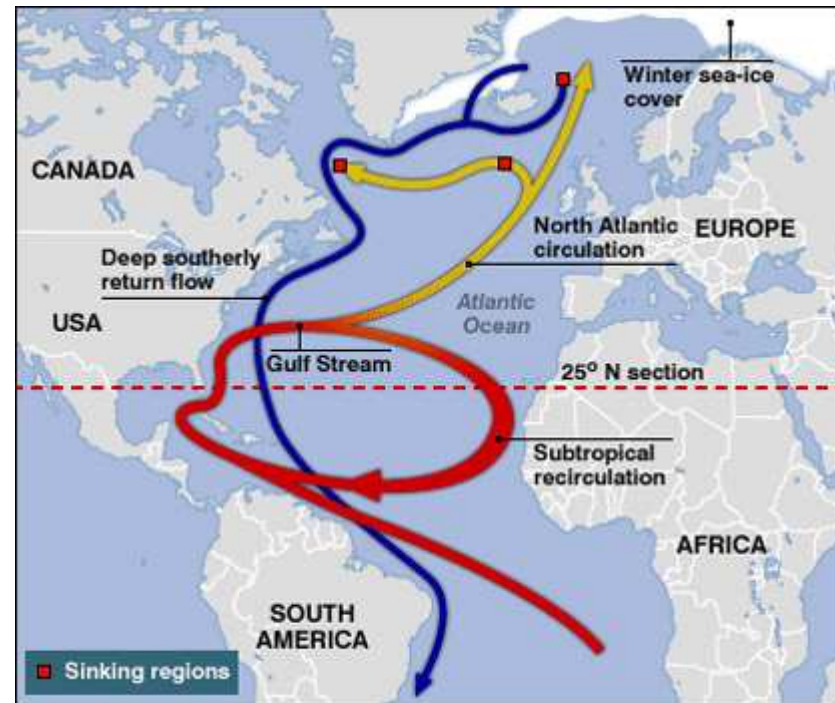 Winter sea-ice
cover
CANADA
North Atlantic
circulation
EUROPE
Deep southerly
return flow
Atlantic
Ocean
USA
Gulf Stream
25° N section
Subtropical
recirculation
AFRICA
SOUTH
AMERICA
Sinking regions